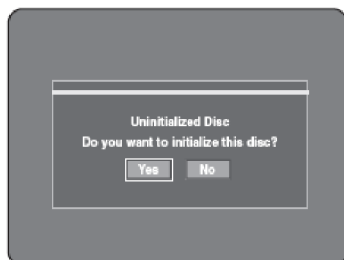 Uninitialized Disc
Do you want to initialize this disc?
Yes No